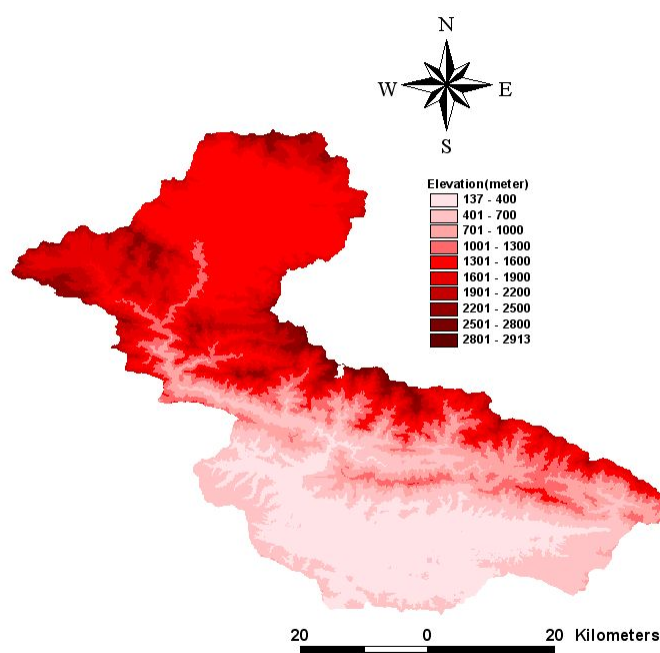 N
W E
S
Elevation(meter)
137 - 400
401 - 700
701 - 1000
1001 - 1300
1301 - 1600
1601 - 1900
1901 - 2200
2201 - 2500
2501 - 2800
2801 - 2913
20 0 20 Kilometers